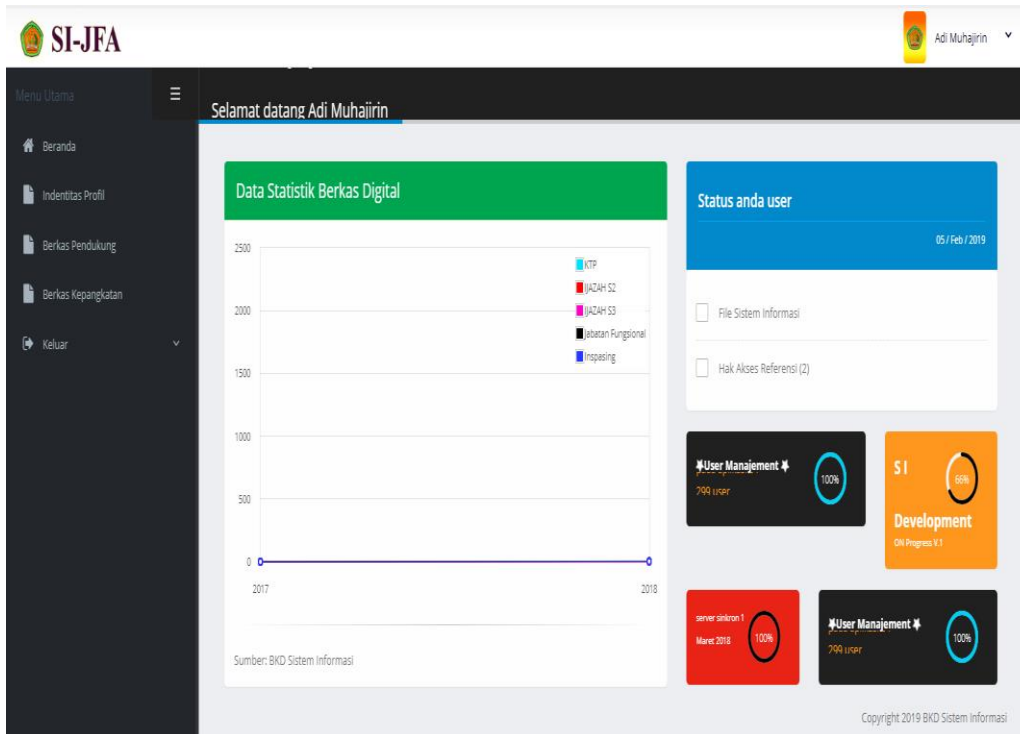 SI-JFA
Adi Muhajirin
Menu Utama
Selamat datang Adi Muhajirin
Beranda
Indentitas Profil
Berkas Pendukung
Berkas Kepangkatan
Keluar
Data Statistik Berkas Digital
2500
2000
1500
1000
500
0
2017
2018
KTP
IJAZAH S2
IJAZAH S3
Jabatan Fungsional
Inspasing
Sumber: BKD Sistem Informasi
Status anda user
05 / Feb / 2019
File Sistem Informasi
Hak Akses Referensi (2)
User Manajement
299 user
100%
S I
66%
Development
ON Progress V.1
server sinkron 1
Maret 2018
100%
User Manajement
299 user
100%
Copyright 2019 BKD Sistem Informasi